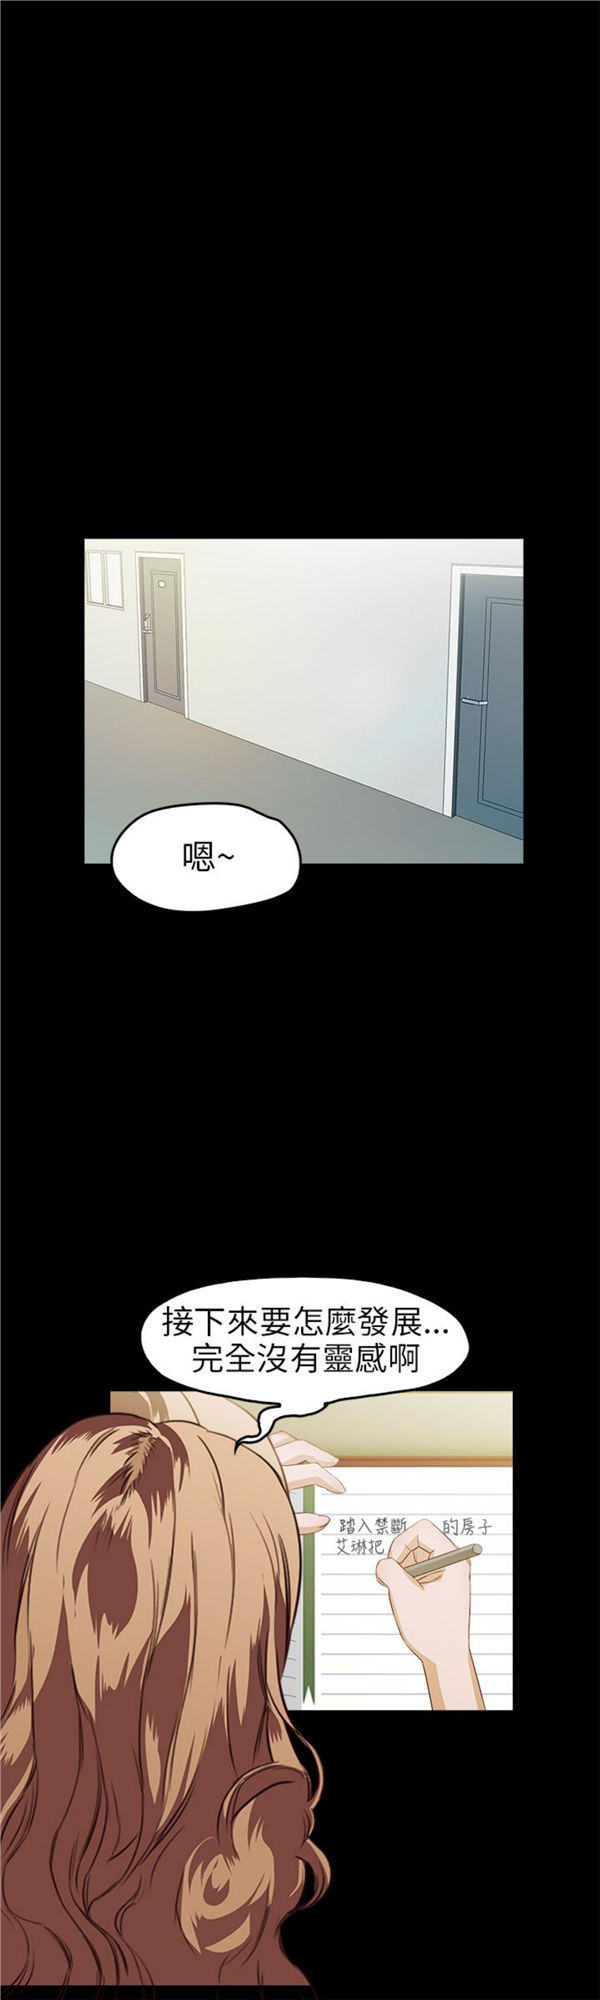 嗯~
接下來要怎麼發展...
完全沒有靈感啊
踏入禁斷 的房子
艾琳把